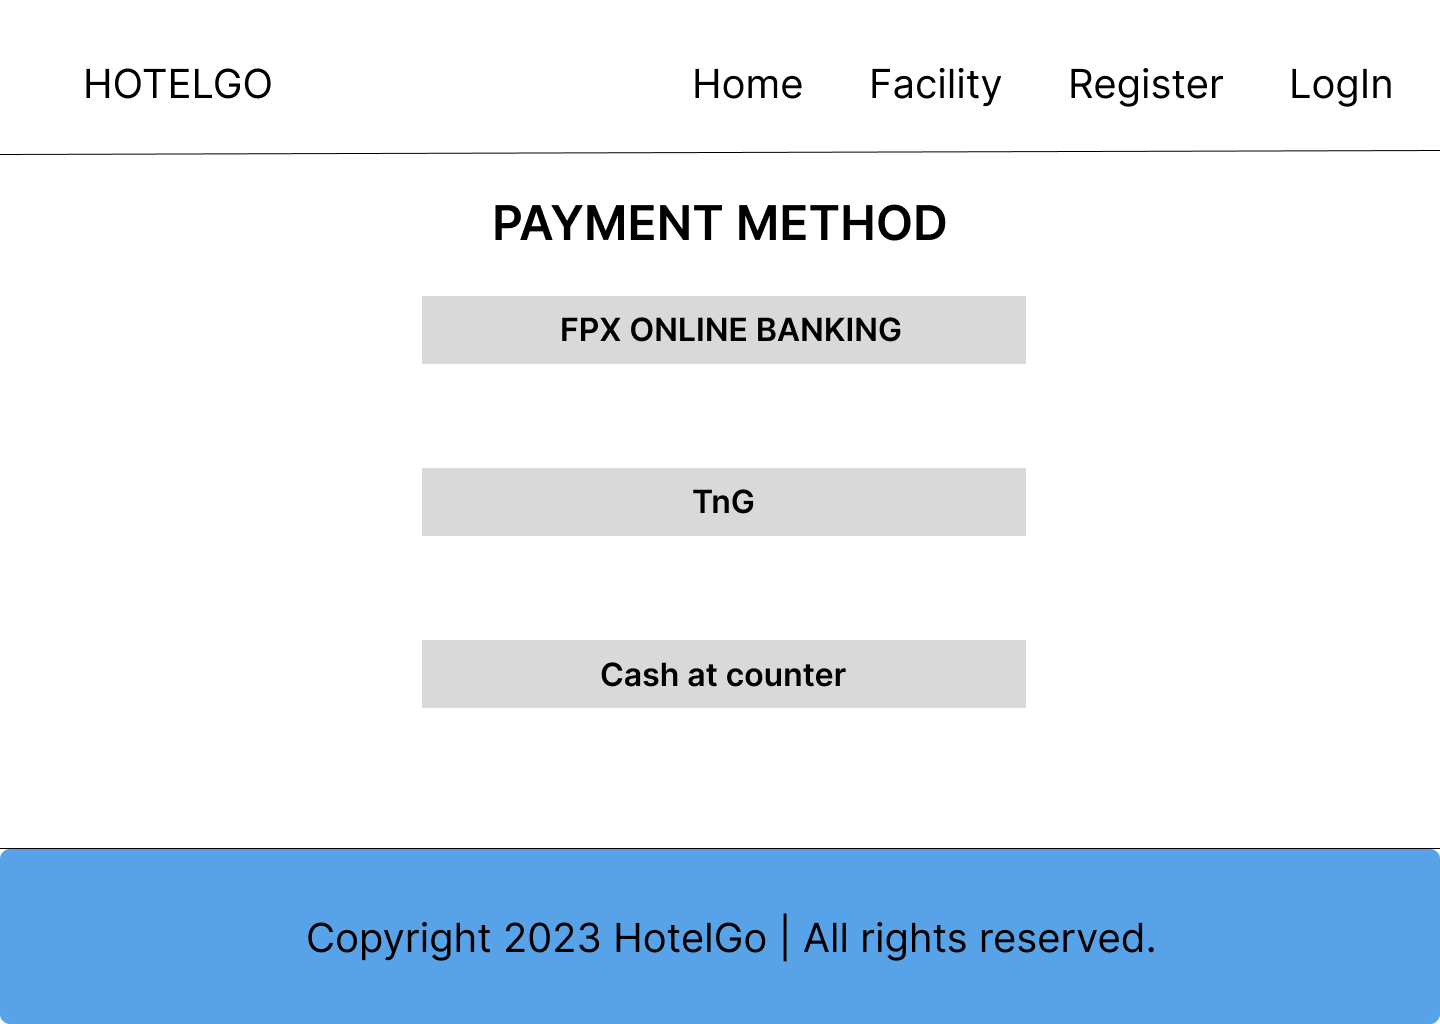 HOTELGO Home Facility Register LogIn
PAYMENT METHOD
FPX ONLINE BANKING
TnG
Cash at counter
Copyright 2023 HotelGo | All rights reserved.